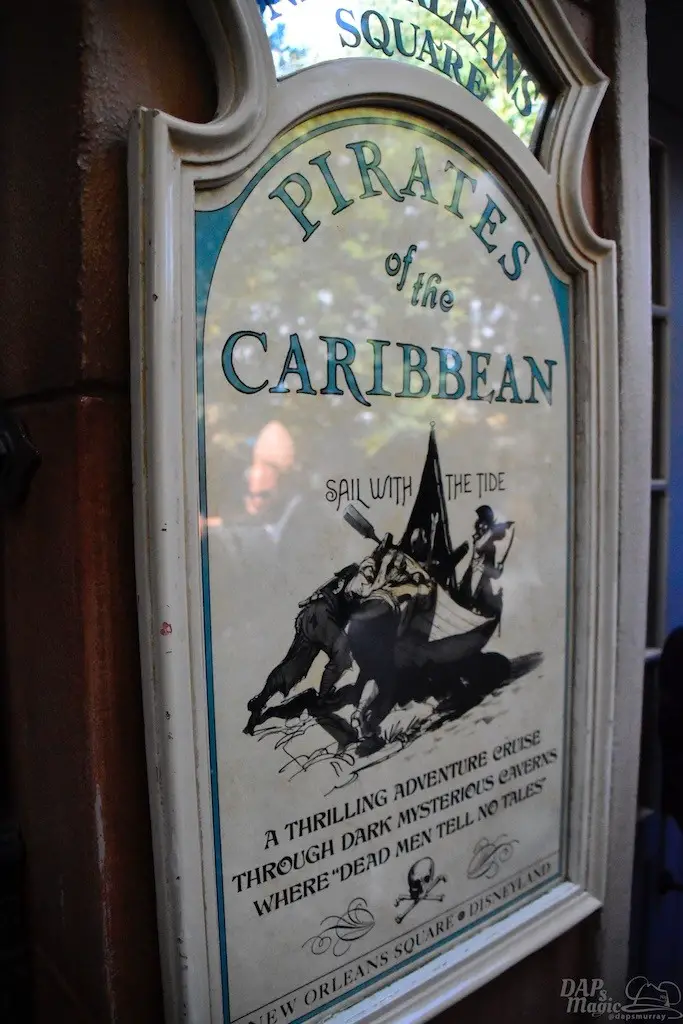 ORLEANS
SQUARE
PIRATES
of the
CARIBBEAN
SAIL WITH THE TIDE
A THRILLING ADVENTURE CRUISE
THROUGH DARK MYSTERIOUS CAVERNS
WHERE "DEAD MEN TELL NO TALES"
NEW ORLEANS SQUARE • DISNEYLAND
DAPs
Magic
@dapsmurray